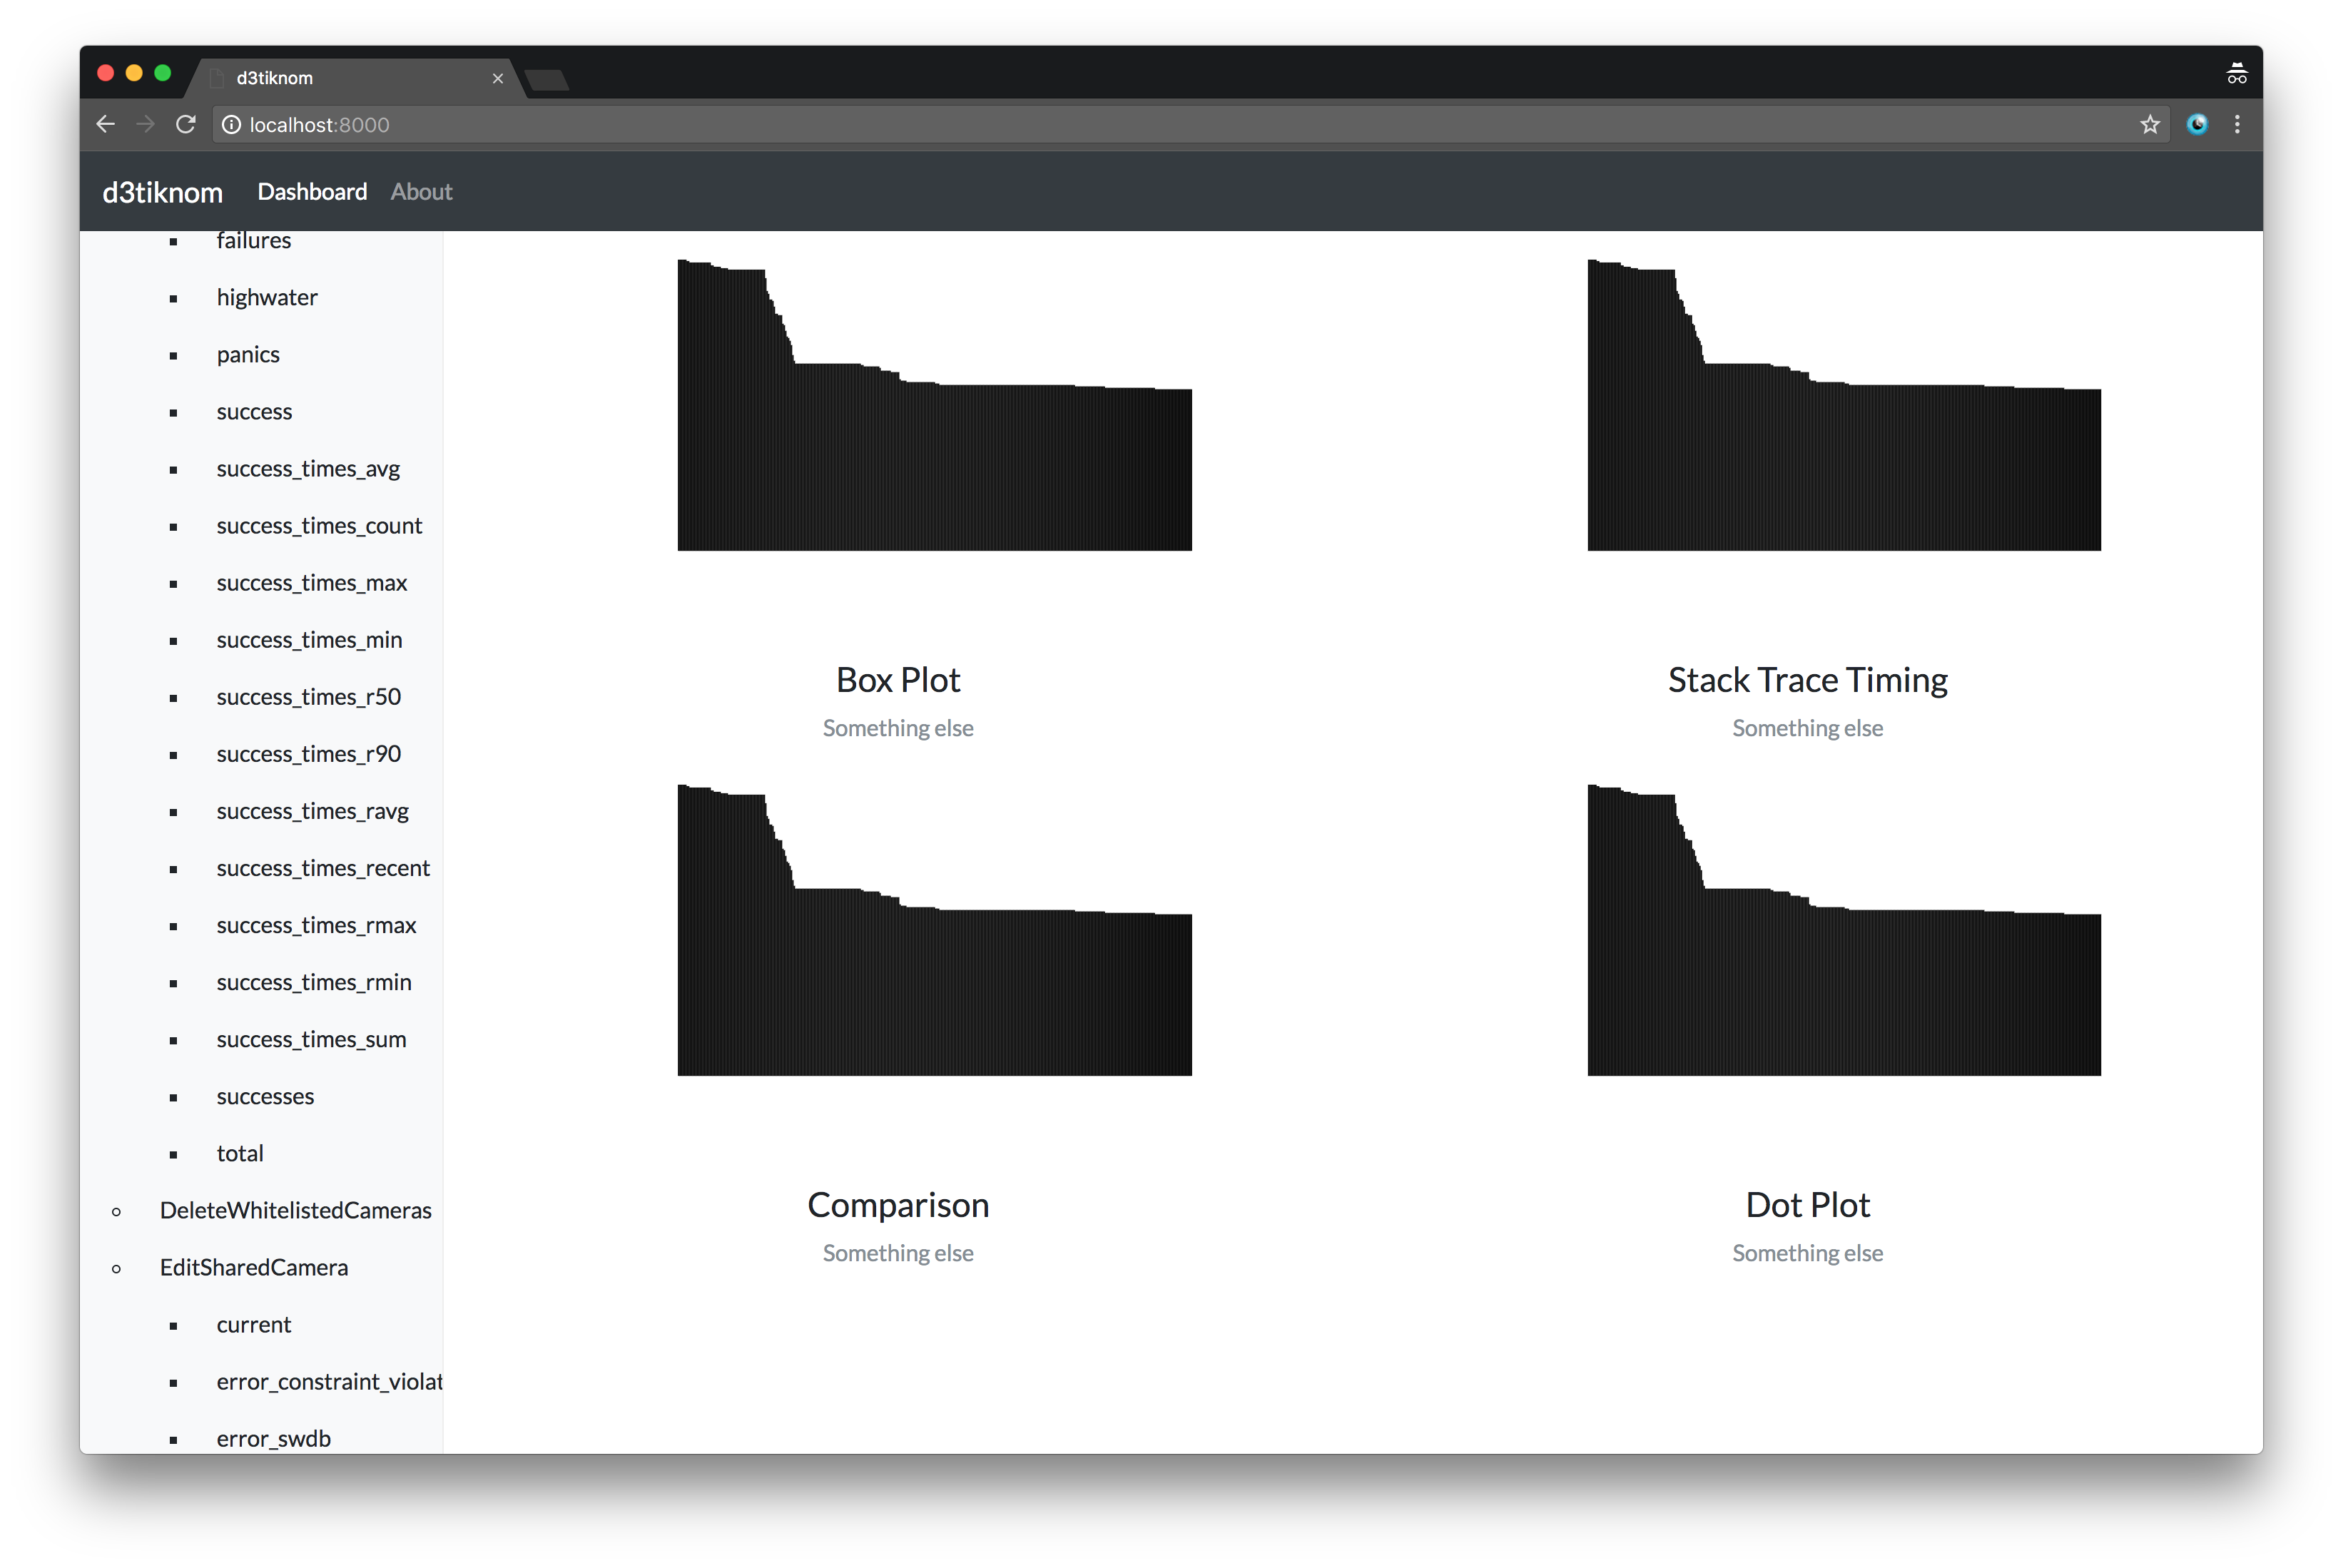 d3tiknom
localhost:8000
d3tiknom Dashboard About
failures
highwater
panics
success
success_times_avg
success_times_count
success_times_max
success_times_min
success_times_r50
success_times_r90
success_times_ravg
success_times_recent
success_times_rmax
success_times_rmin
success_times_sum
successes
total
DeleteWhitelistedCameras
EditSharedCamera
current
error_constraint_violat
error_swdb
Box Plot
Something else
Stack Trace Timing
Something else
Comparison
Something else
Dot Plot
Something else